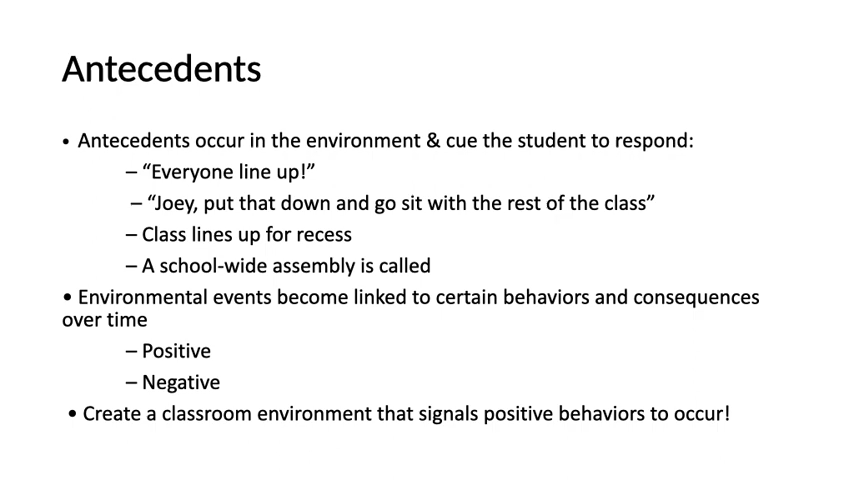 Antecedents
• Antecedents occur in the environment & cue the student to respond:
– “Everyone line up!”
– “Joey, put that down and go sit with the rest of the class”
– Class lines up for recess
– A school-wide assembly is called
• Environmental events become linked to certain behaviors and consequences
over time
– Positive
– Negative
• Create a classroom environment that signals positive behaviors to occur!